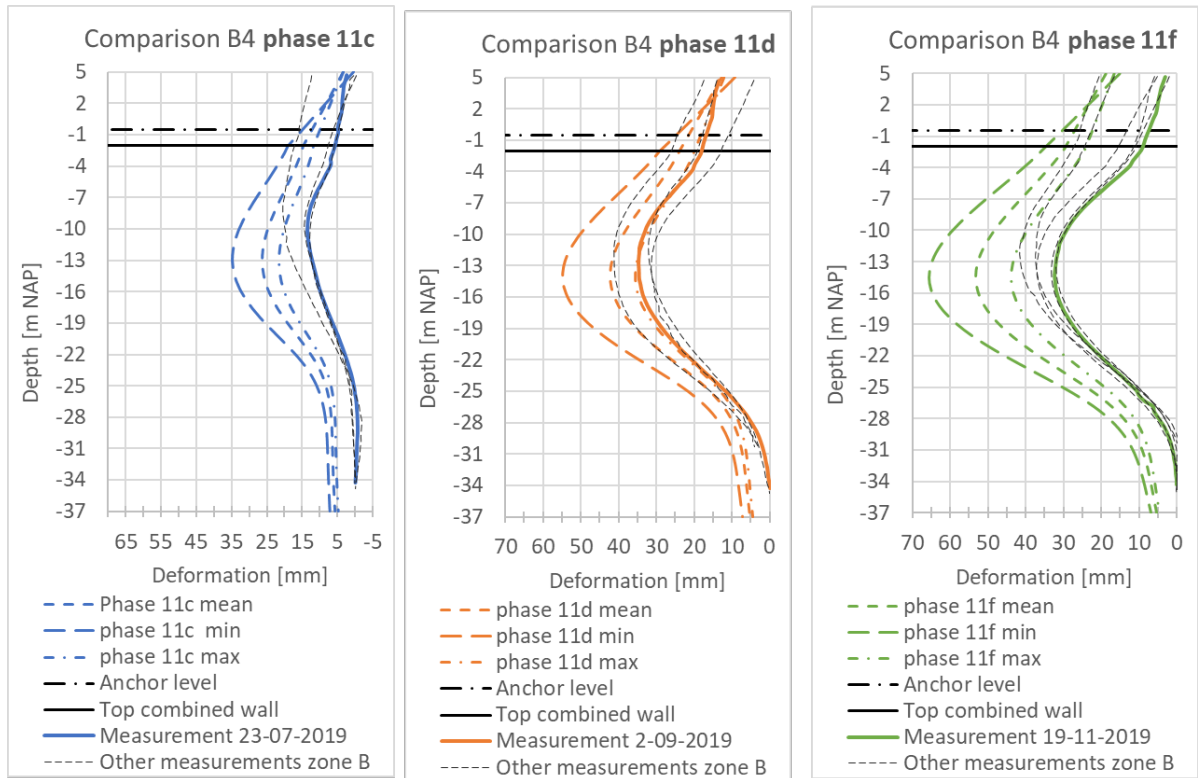 Comparison B4 phase 11c
5
2
-1
-4
-7
-10
-13
-16
-19
-22
-25
-28
-31
-34
-37
Depth [m NAP]
65 55 45 35 25 15 5 -5
Deformation [mm]
Phase 11c mean
phase 11c min
phase 11c max
Anchor level
Top combined wall
Measurement 23-07-2019
Other measurements zone B
Comparison B4 phase 11d
5
2
-1
-4
-7
-10
-13
-16
-19
-22
-25
-28
-31
-34
-37
Depth [m NAP]
70 60 50 40 30 20 10 0
Deformation [mm]
phase 11d mean
phase 11d min
phase 11d max
Anchor level
Top combined wall
Measurement 2-09-2019
Other measurements zone B
Comparison B4 phase 11f
5
2
-1
-4
-7
-10
-13
-16
-19
-22
-25
-28
-31
-34
-37
Depth [m NAP]
70 60 50 40 30 20 10 0
Deformation [mm]
phase 11f mean
phase 11f min
phase 11f max
Anchor level
Top combined wall
Measurement 19-11-2019
Other measurements zone B